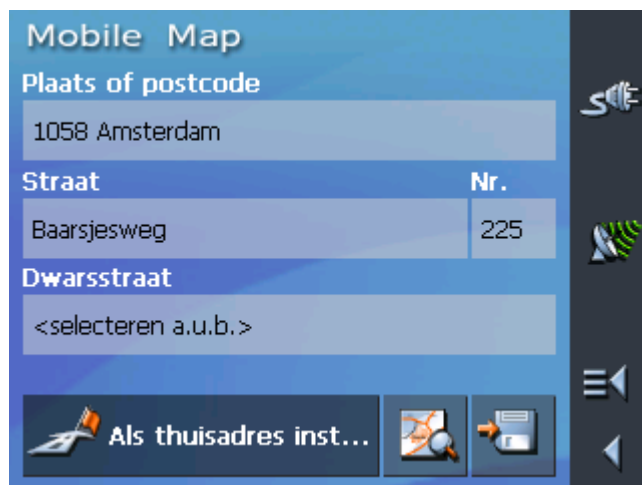 Mobile Map
Plaats of postcode
1058 Amsterdam
Straat Nr.
Baarsjesweg 225
Dwarsstraat
<selecteren a.u.b.>
Als thuisadres inst...